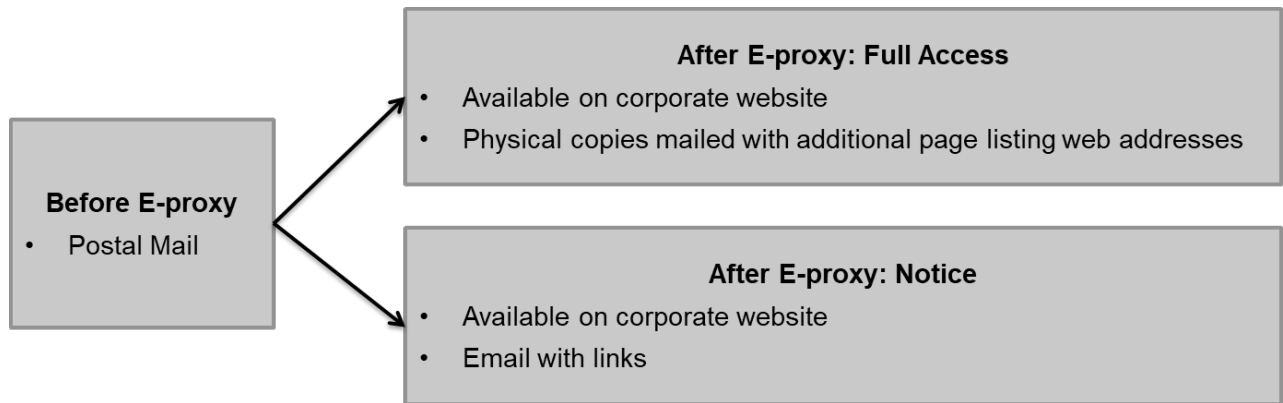 Before E-proxy
• Postal Mail
After E-proxy: Full Access
• Available on corporate website
• Physical copies mailed with additional page listing web addresses
After E-proxy: Notice
• Available on corporate website
• Email with links